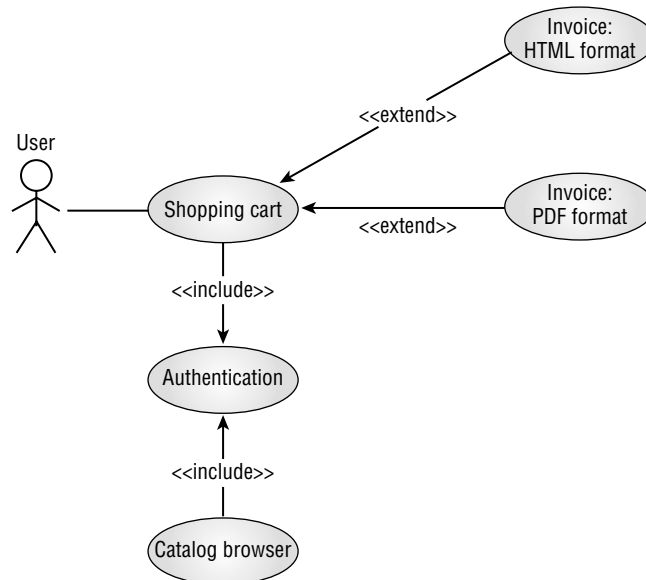 Invoice:
HTML format
<<extend>>
User
Shopping cart
Invoice:
PDF format
<<extend>>
<<include>>
Authentication
<<include>>
Catalog browser